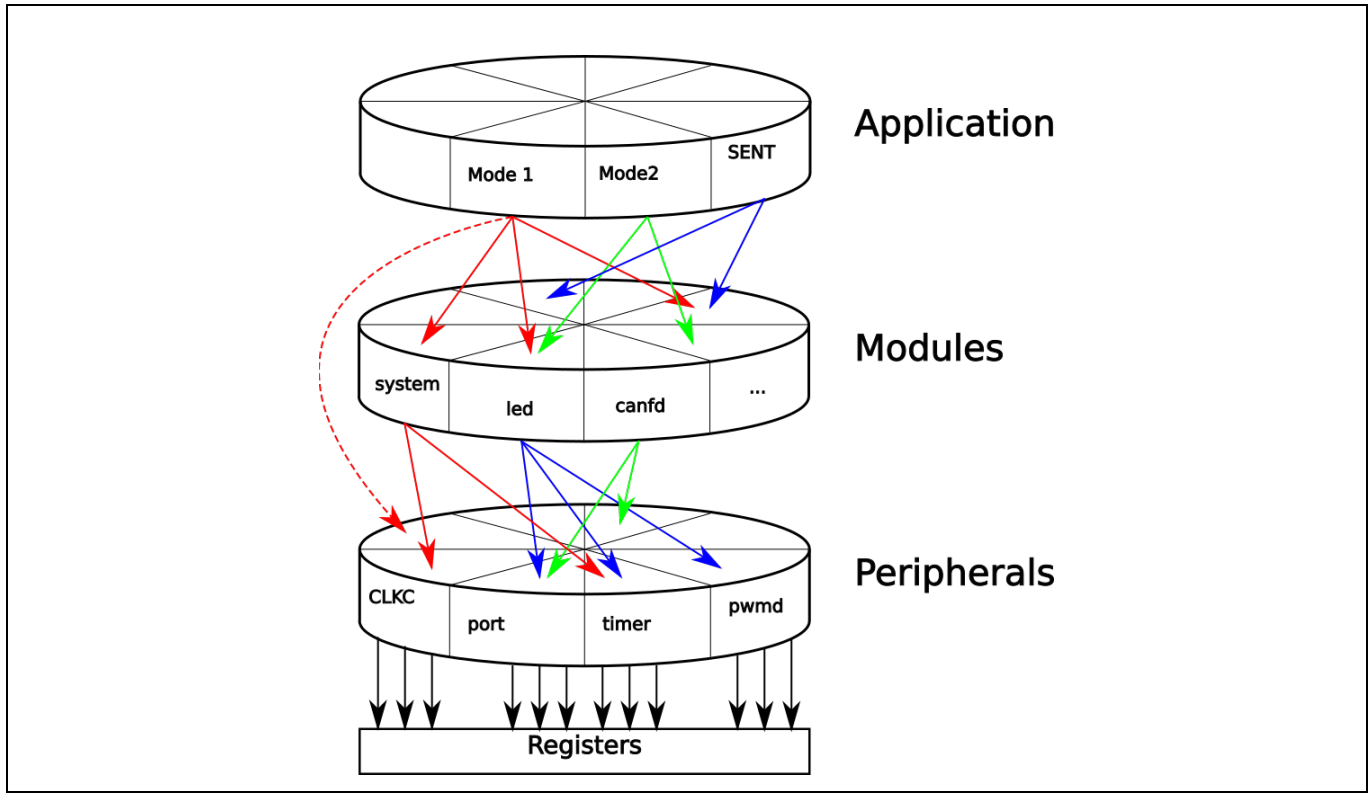 Application
SENT
Mode 1
Mode2
Modules
system
led
canfd
...
Peripherals
CLKC
port
timer
pwmd
Registers